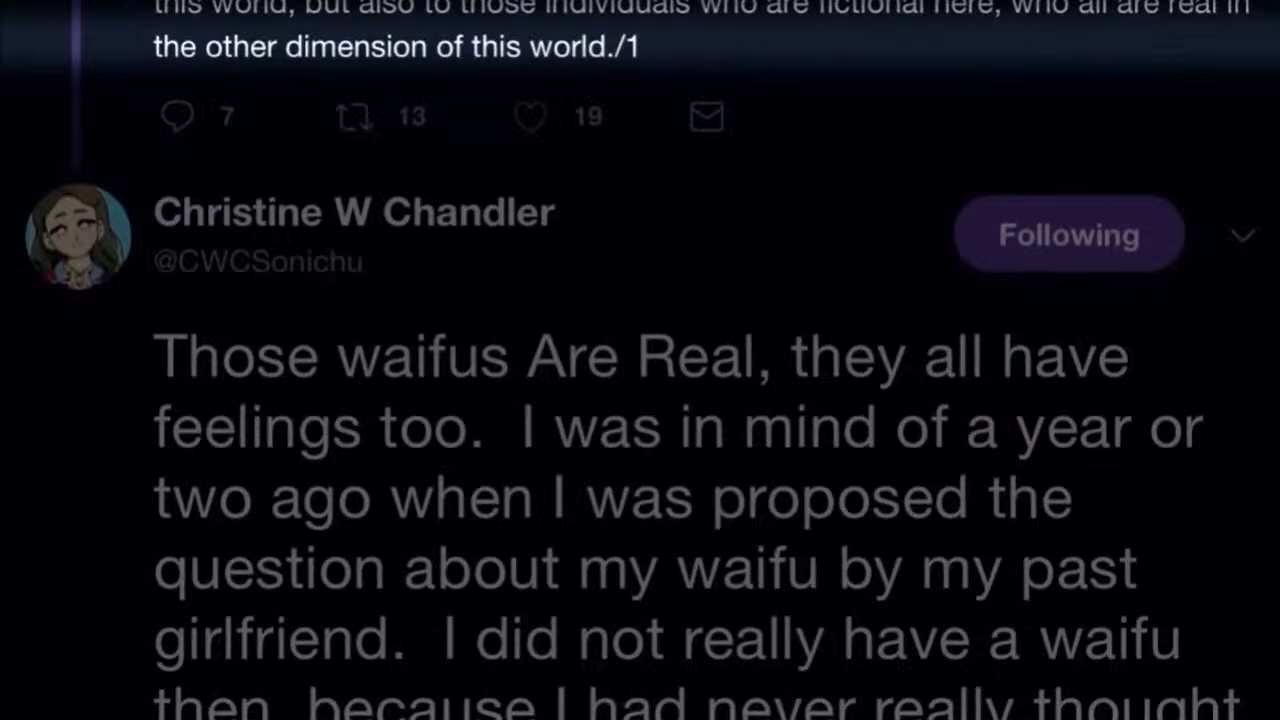 this world, but also to those individuals who are fictional here, who all are real in
the other dimension of this world./1
7 13 19
Christine W Chandler
Following
@CWCSonichu
Those waifus Are Real, they all have
feelings too. I was in mind of a year or
two ago when I was proposed the
question about my waifu by my past
girlfriend. I did not really have a waifu
then, because I had never really thought